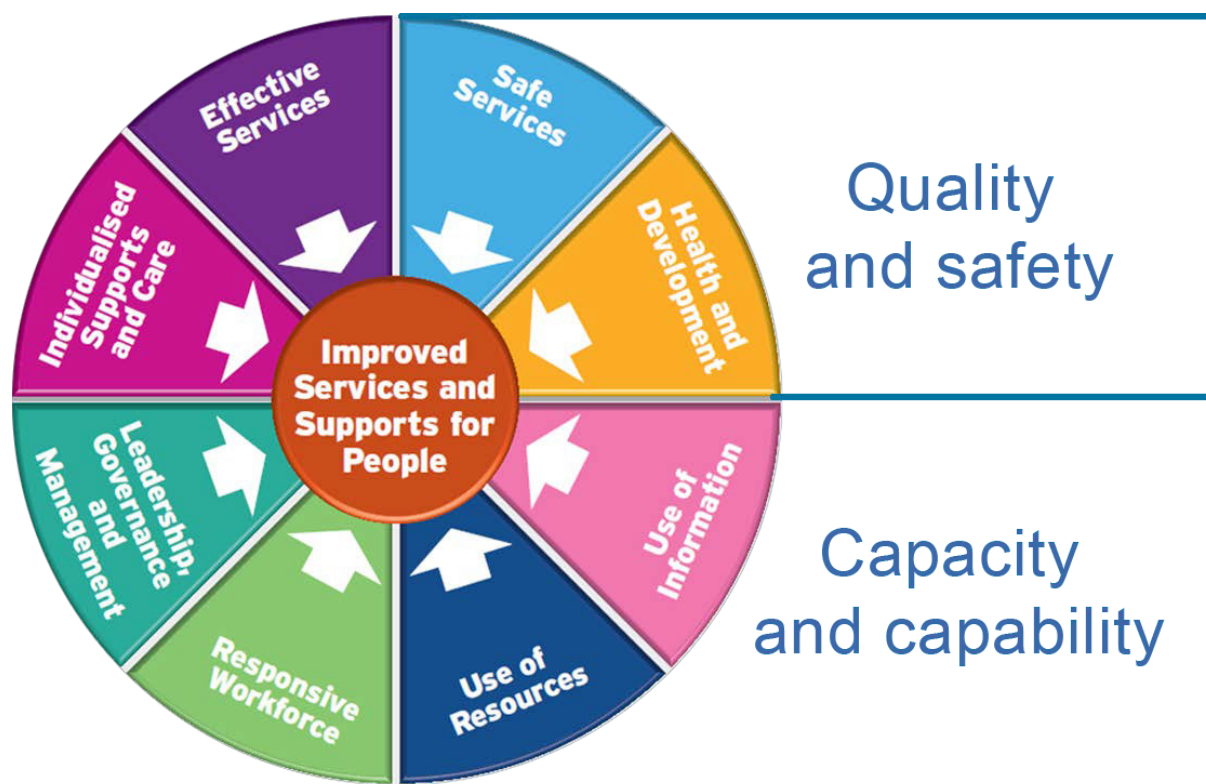 Effective
Services
Safe
Services
Health and
Development
Individualised
Supports
and Care
Improved
Services and
Supports for
People
Leadership,
Governance
and
Management
Responsive
Workforce
Use of
Resources
Use of
Information
Quality
and safety
Capacity
and capability